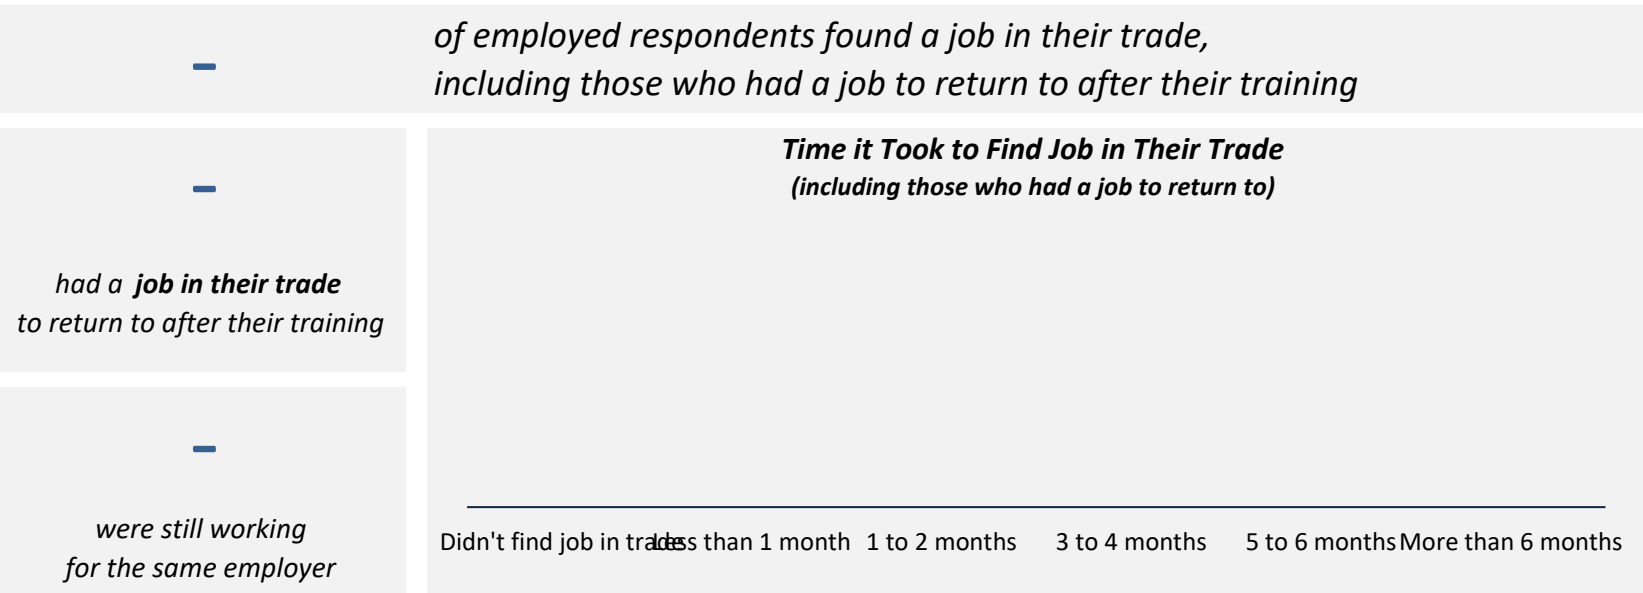 –
of employed respondents found a job in their trade,
including those who had a job to return to after their training
–
had a job in their trade
to return to after their training
–
were still working
for the same employer
Time it Took to Find Job in Their Trade
(including those who had a job to return to)
Didn't find job in trade Less than 1 month 1 to 2 months 3 to 4 months 5 to 6 months More than 6 months